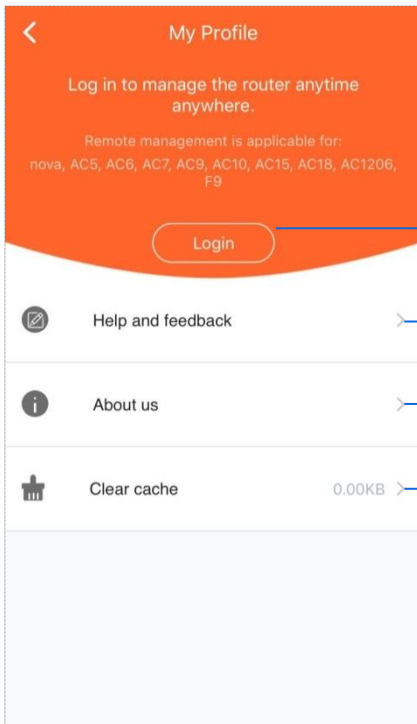 My Profile
Log in to manage the router anytime
anywhere.
Remote management is applicable for:
nova, AC5, AC6, AC7, AC9, AC10, AC15, AC18, AC1206,
F9
Login
Help and feedback
About us
Clear cache 0.00KB